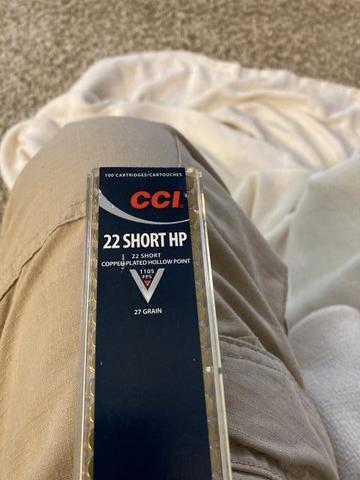 100 CARTRIDGES/CARTOUCHES
CCI
22 SHORT HP
22 SHORT
COPPER-PLATED HOLLOW POINT
1105
FPS
27 GRAIN